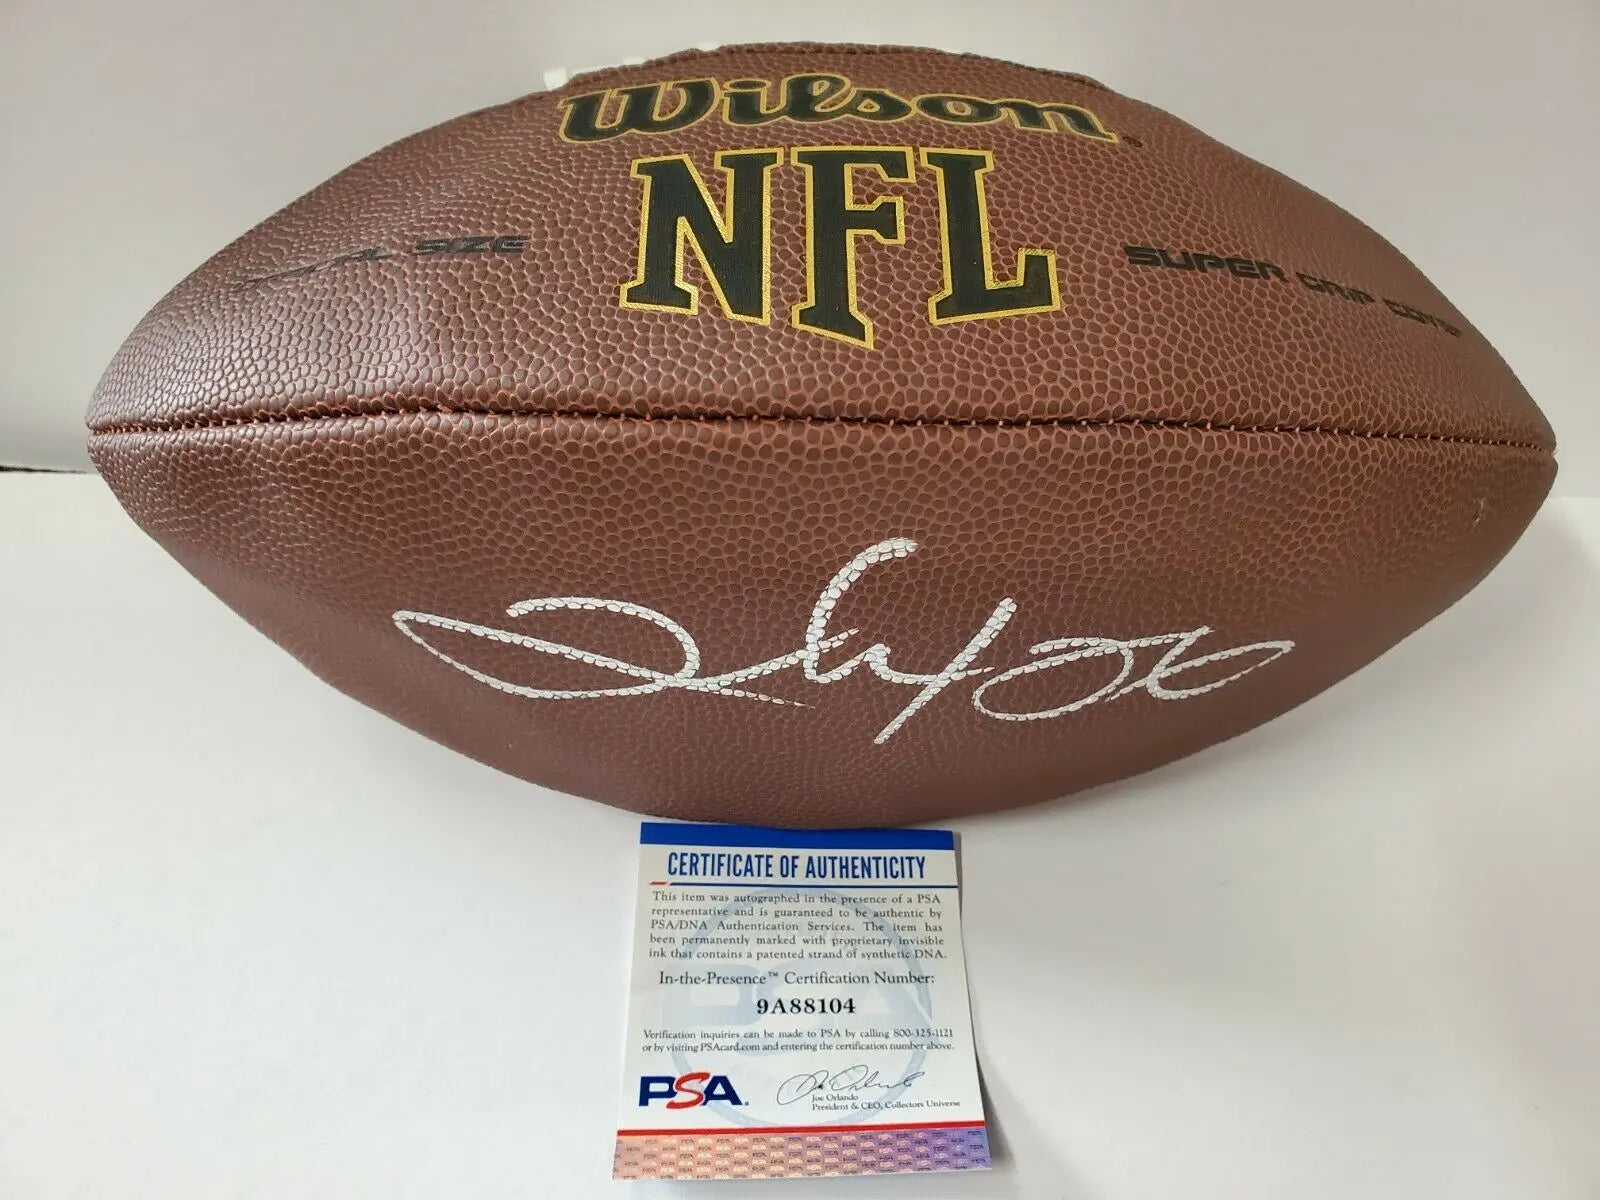 Wilson
NFL
SIZE
SUPER GRIP COVER
CERTIFICATE OF AUTHENTICITY
This item was autographed in the presence of a PSA
representative and is guaranteed to be authentic by
PSA/DNA Authentication Services. The item has
been permanently marked with proprietary invisible
ink that contains a patented strand of synthetic DNA.
In-the-Presence™ Certification Number:
9A88104
Verification inquiries can be made to PSA by calling 800-325-1121
or by visiting PSAcard.com and entering the certification number above.
PSA.
Joe Orlando
President & CEO, Collectors Universe